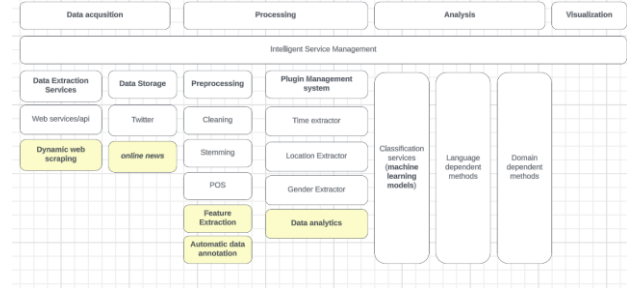 Data acqusition
Processing
Analysis
Visualization
Intelligent Service Management
Data Extraction
Services
Data Storage
Preprocessing
Plugin Management
system
Web services/api
Twitter
Cleaning
Time extractor
Dynamic web
scraping
online news
Stemming
Location Extractor
POS
Gender Extractor
Feature
Extraction
Data analytics
Automatic data
annotation
Classification
services
(machine
learning
models)
Language
dependent
methods
Domain
dependent
methods